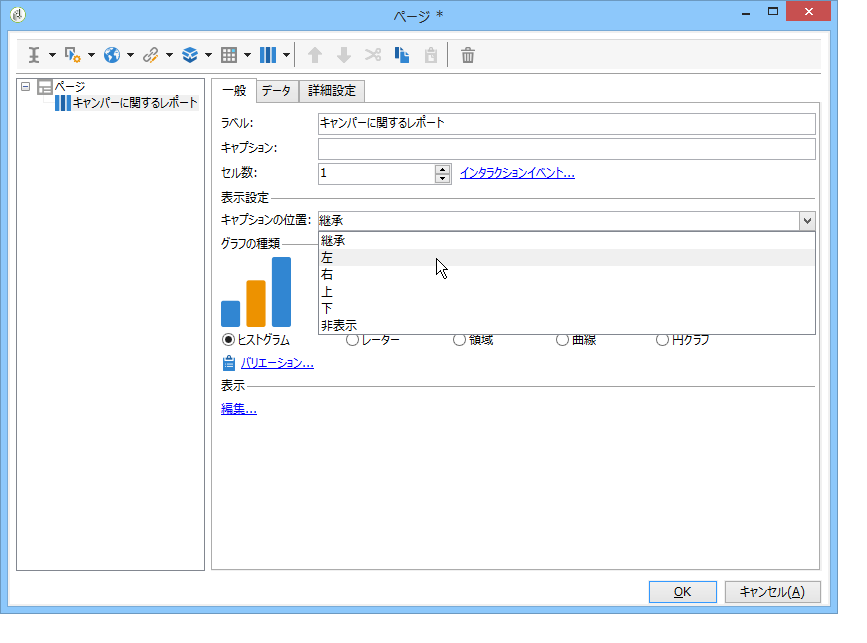 ページ *
ページ
キャンパーに関するレポート
一般 データ 詳細設定
ラベル: キャンパーに関するレポート
キャプション:
セル数: 1 インタラクションイベント...
表示設定
キャプションの位置: 継承
継承
グラフの種類
左
右
上
下
非表示
ヒストグラム レーター 領域 曲線 円グラフ
バリエーション...
表示
編集...
OK キャンセル(A)